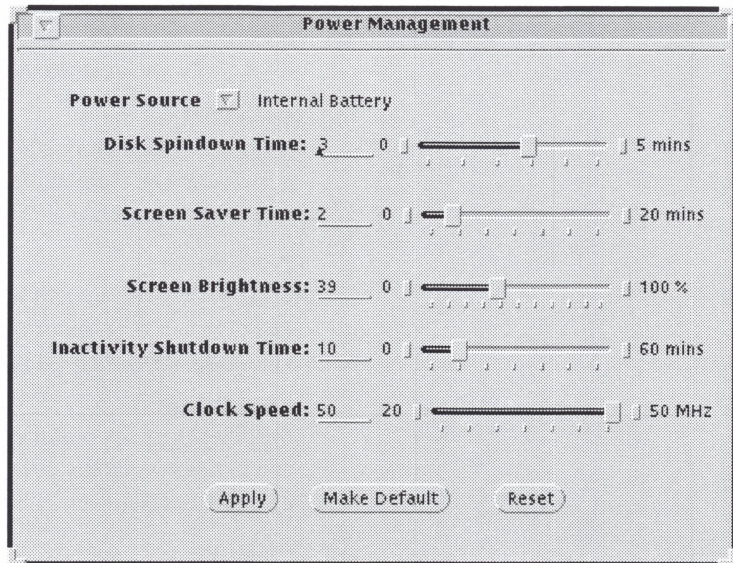 Power Management
Power Source Internal Battery
Disk Spindown Time: 3 0 5 mins
Screen Saver Time: 2 0 20 mins
Screen Brightness: 39 0 100 %
Inactivity Shutdown Time: 10 0 60 mins
Clock Speed: 50 20 50 MHz
Apply Make Default Reset